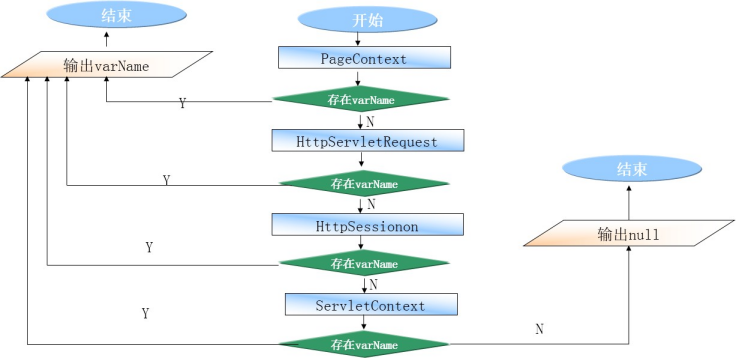 结束
开始
输出varName
PageContext
存在varName
Y
N
HttpServletRequest
存在varName
Y
N
结束
HttpSessionon
输出null
存在varName
Y
N
ServletContext
Y
存在varName
N